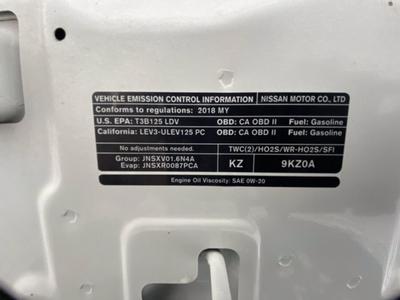 VEHICLE EMISSION CONTROL INFORMATION NISSAN MOTOR CO., LTD
Conforms to regulations: 2018 MY
U.S. EPA: T3B125 LDV OBD: CA OBD II Fuel: Gasoline
California: LEV3-ULEV125 PC OBD: CA OBD II Fuel: Gasoline
No adjustments needed. TWC(2)/HO2S/WR-HO2S/SFI
Group: JNSXV01.6N4A
Evap: JNSXR0087PCA
KZ 9KZ0A
Engine Oil Viscosity: SAE 0W-20